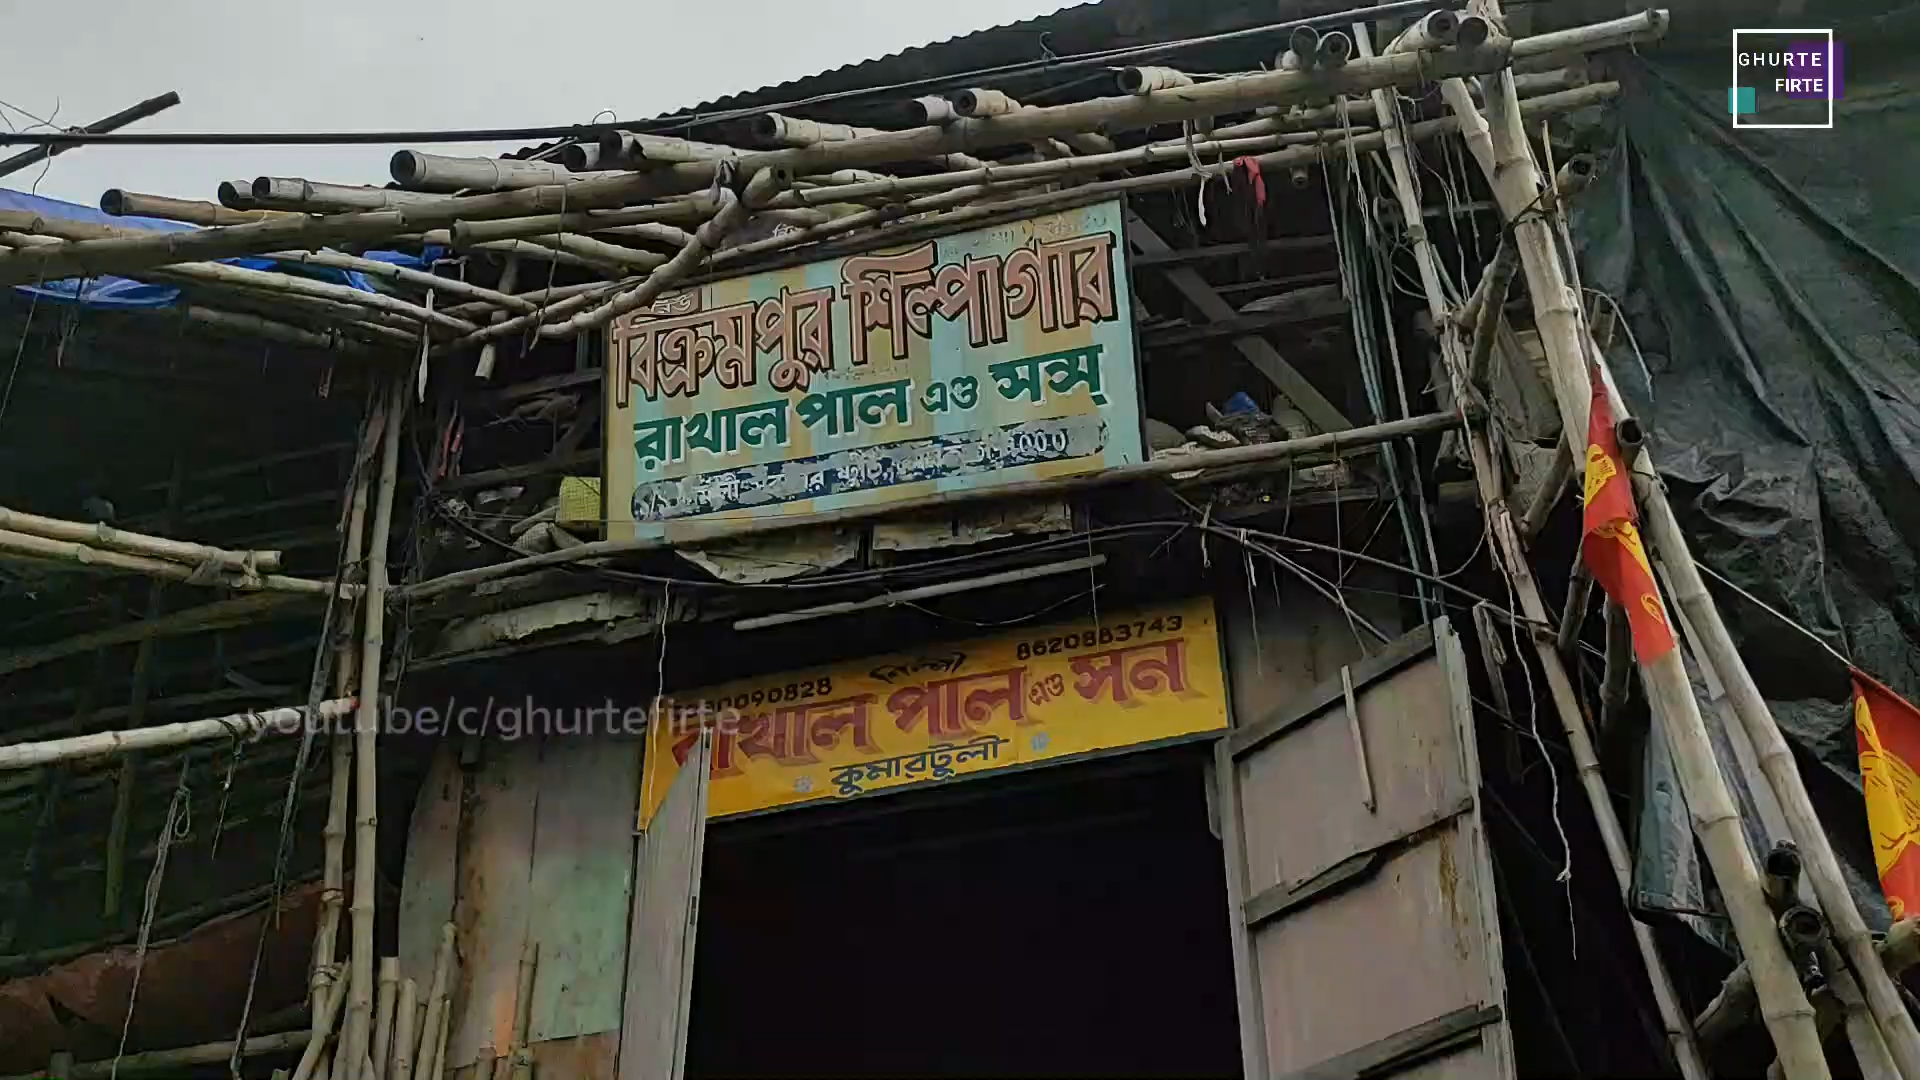 GHURTE
FIRTE
নিউ
বিক্রমপুর শিল্পাগার
রাখাল পাল এণ্ড সন্স্
শিল্পী
8620883743
রাখাল পাল এণ্ড সন
কুমারটুলী
youtube/c/ghurtefirte